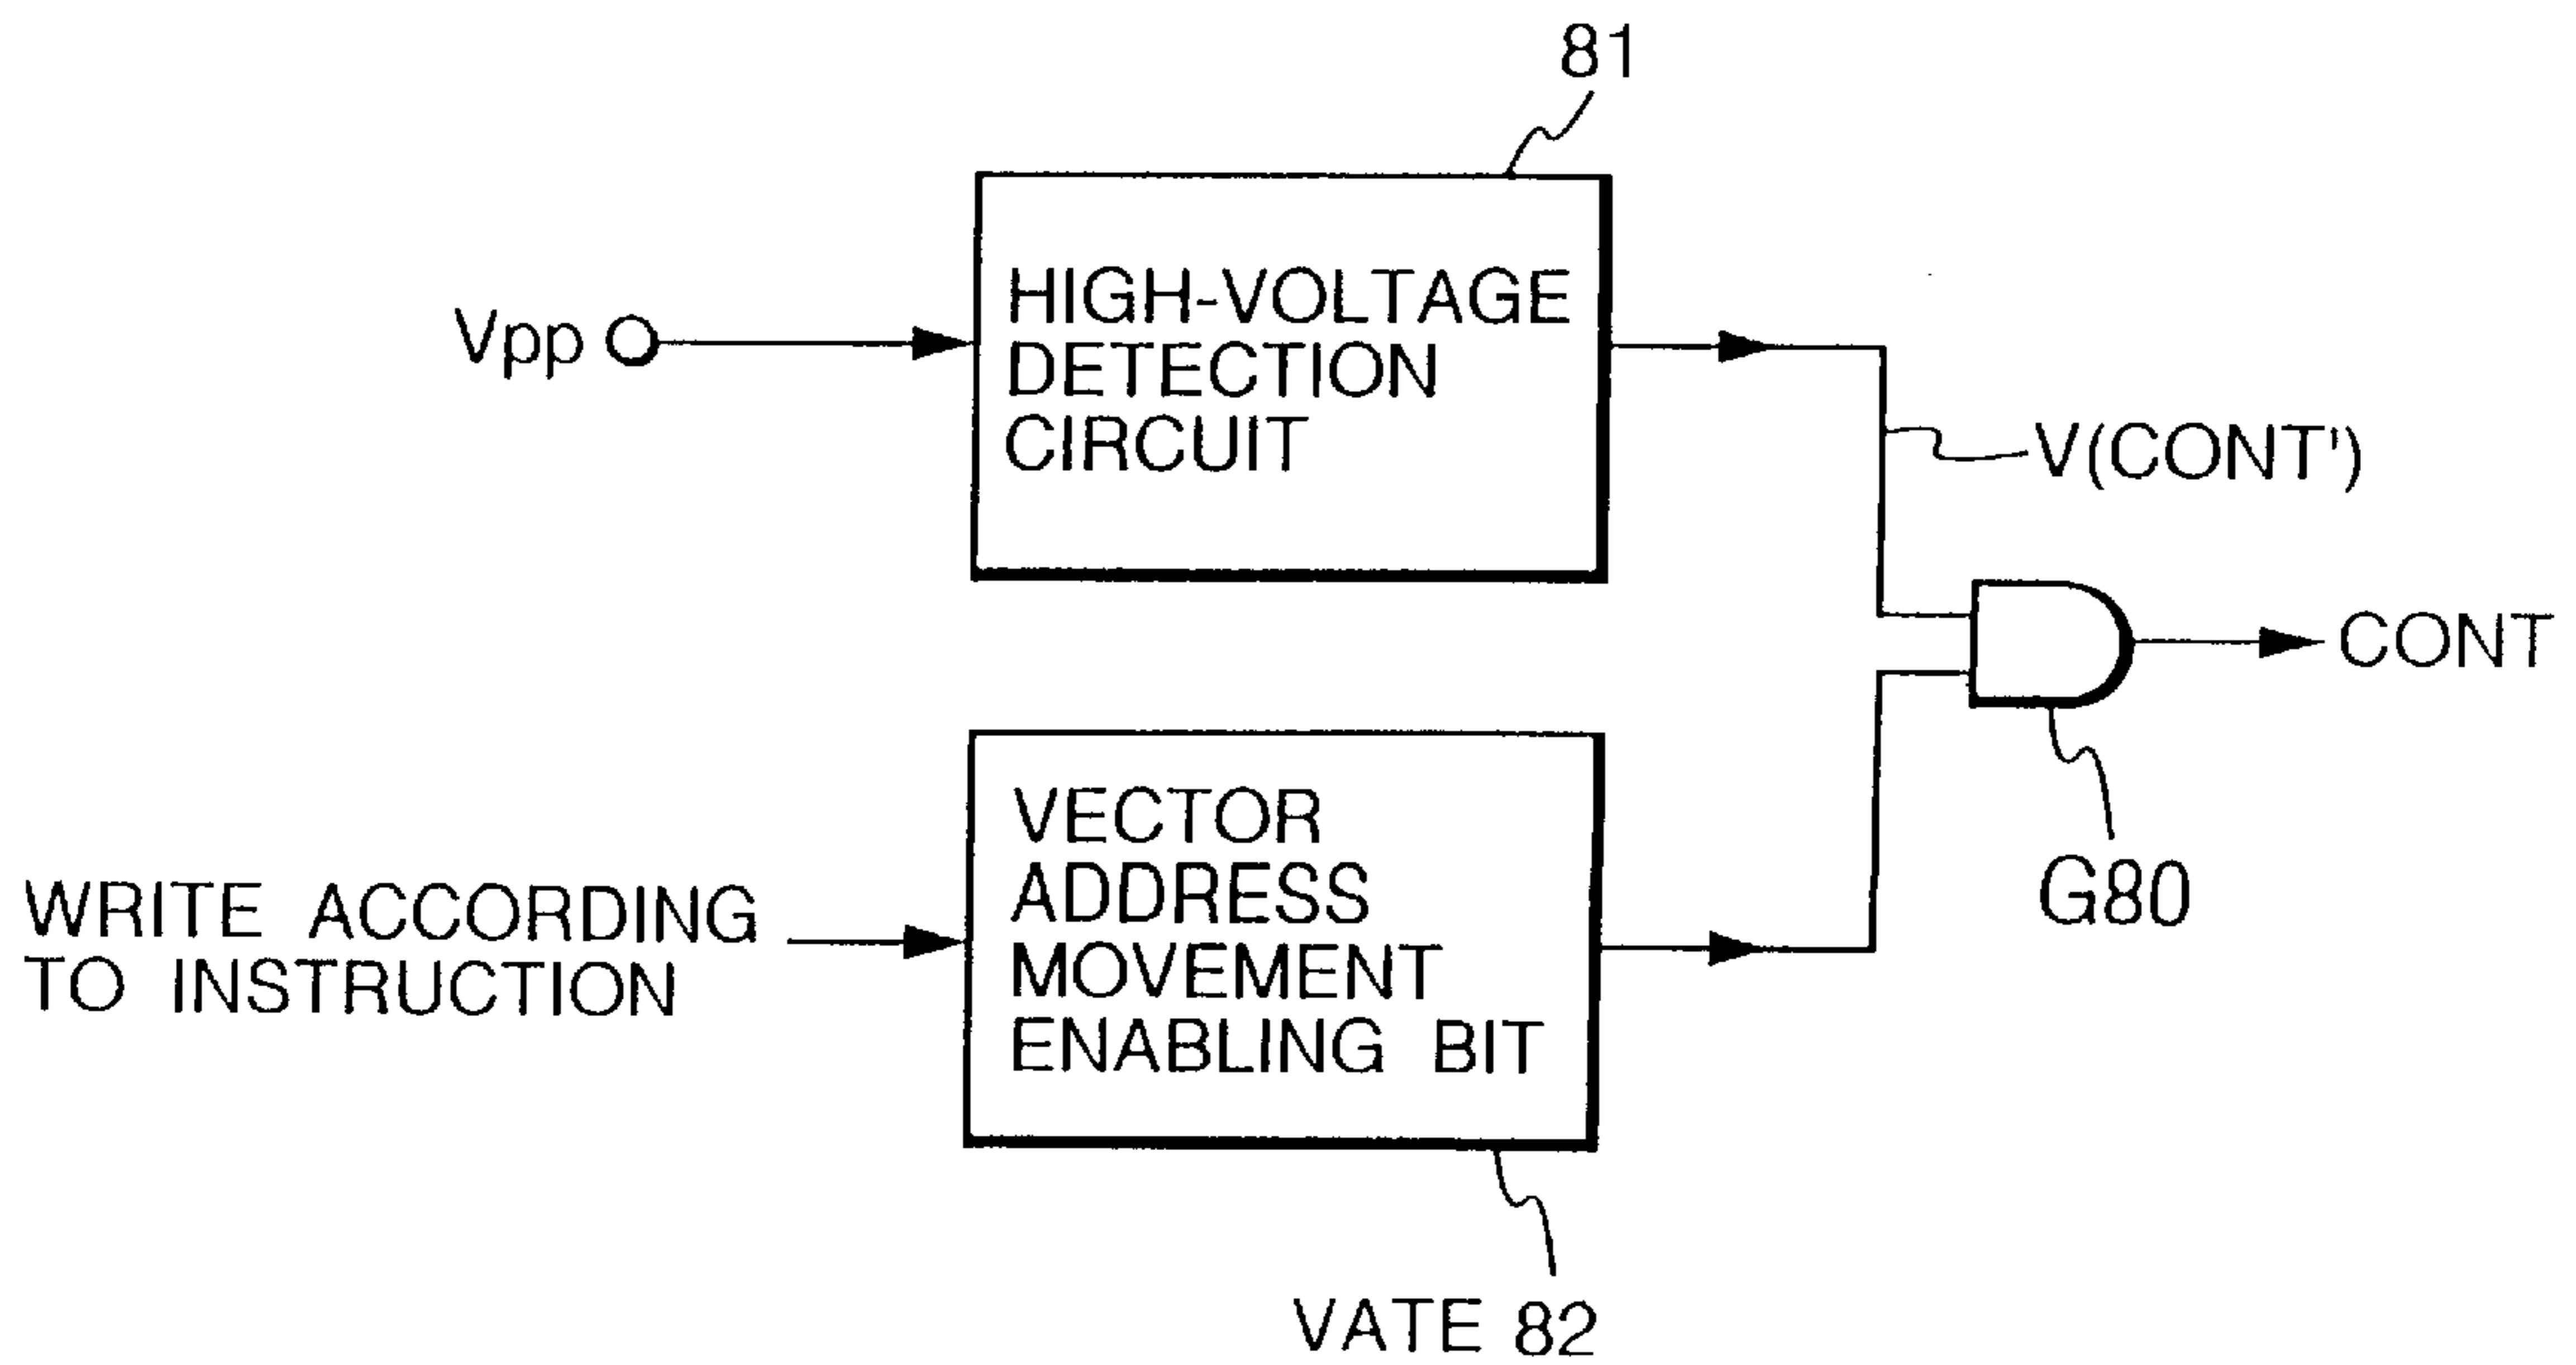 81
HIGH-VOLTAGE
DETECTION
CIRCUIT
Vpp
V(CONT')
CONT
G80
VECTOR
ADDRESS
MOVEMENT
ENABLING BIT
WRITE ACCORDING
TO INSTRUCTION
VATE 82